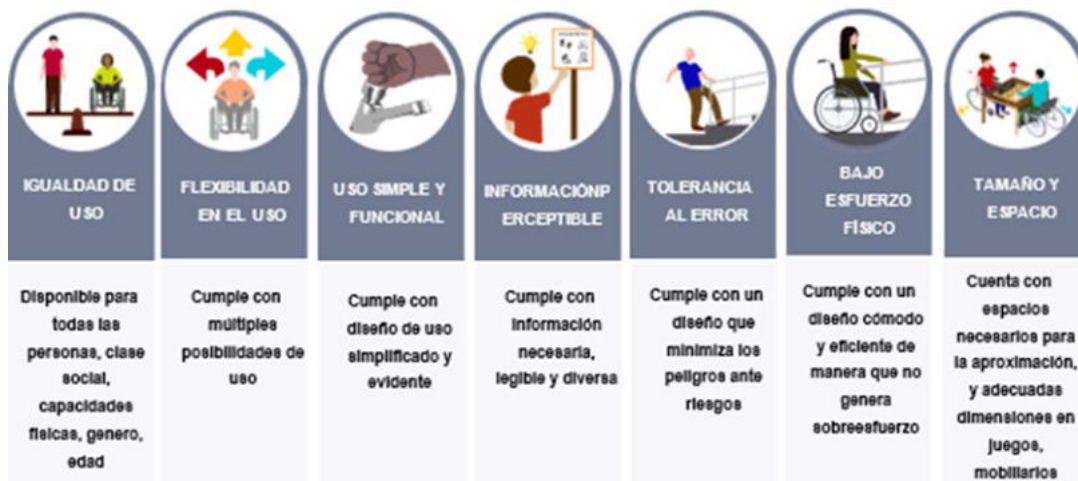 IGUALDAD DE
USO
Disponible para
todas las
personas, clase
social,
capacidades
físicas, genero,
edad
FLEXIBILIDAD
EN EL USO
Cumple con
múltiples
posibilidades de
uso
USO SIMPLE Y
FUNCIONAL
Cumple con
diseño de uso
simplificado y
evidente
INFORMACIÓNP
ERCEPTIBLE
Cumple con
información
necesaria,
legible y diversa
TOLERANCIA
AL ERROR
Cumple con un
diseño que
minimiza los
peligros ante
riesgos
BAJO
ESFUERZO
FÍSICO
Cumple con un
diseño cómodo
y eficiente de
manera que no
genera
sobreesfuerzo
TAMAÑO Y
ESPACIO
Cuenta con
espacios
necesarios para
la aproximación,
y adecuadas
dimensiones en
juegos,
mobiliarios